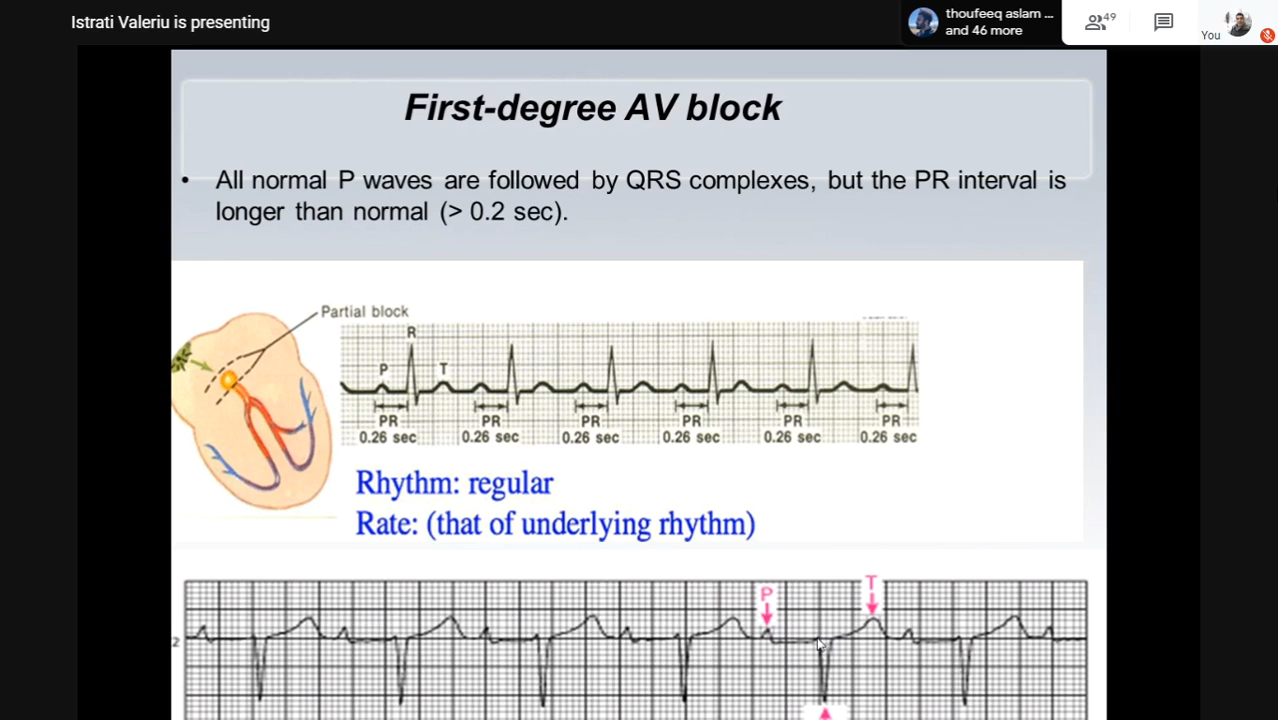 Istrati Valeriu is presenting
thoufeeq aslam ...
and 46 more
49
You
First-degree AV block
• All normal P waves are followed by QRS complexes, but the PR interval is
longer than normal (> 0.2 sec).
Partial block
R
P
T
PR PR PR PR PR PR
0.26 sec 0.26 sec 0.26 sec 0.26 sec 0.26 sec 0.26 sec
Rhythm: regular
Rate: (that of underlying rhythm)
P
T
2